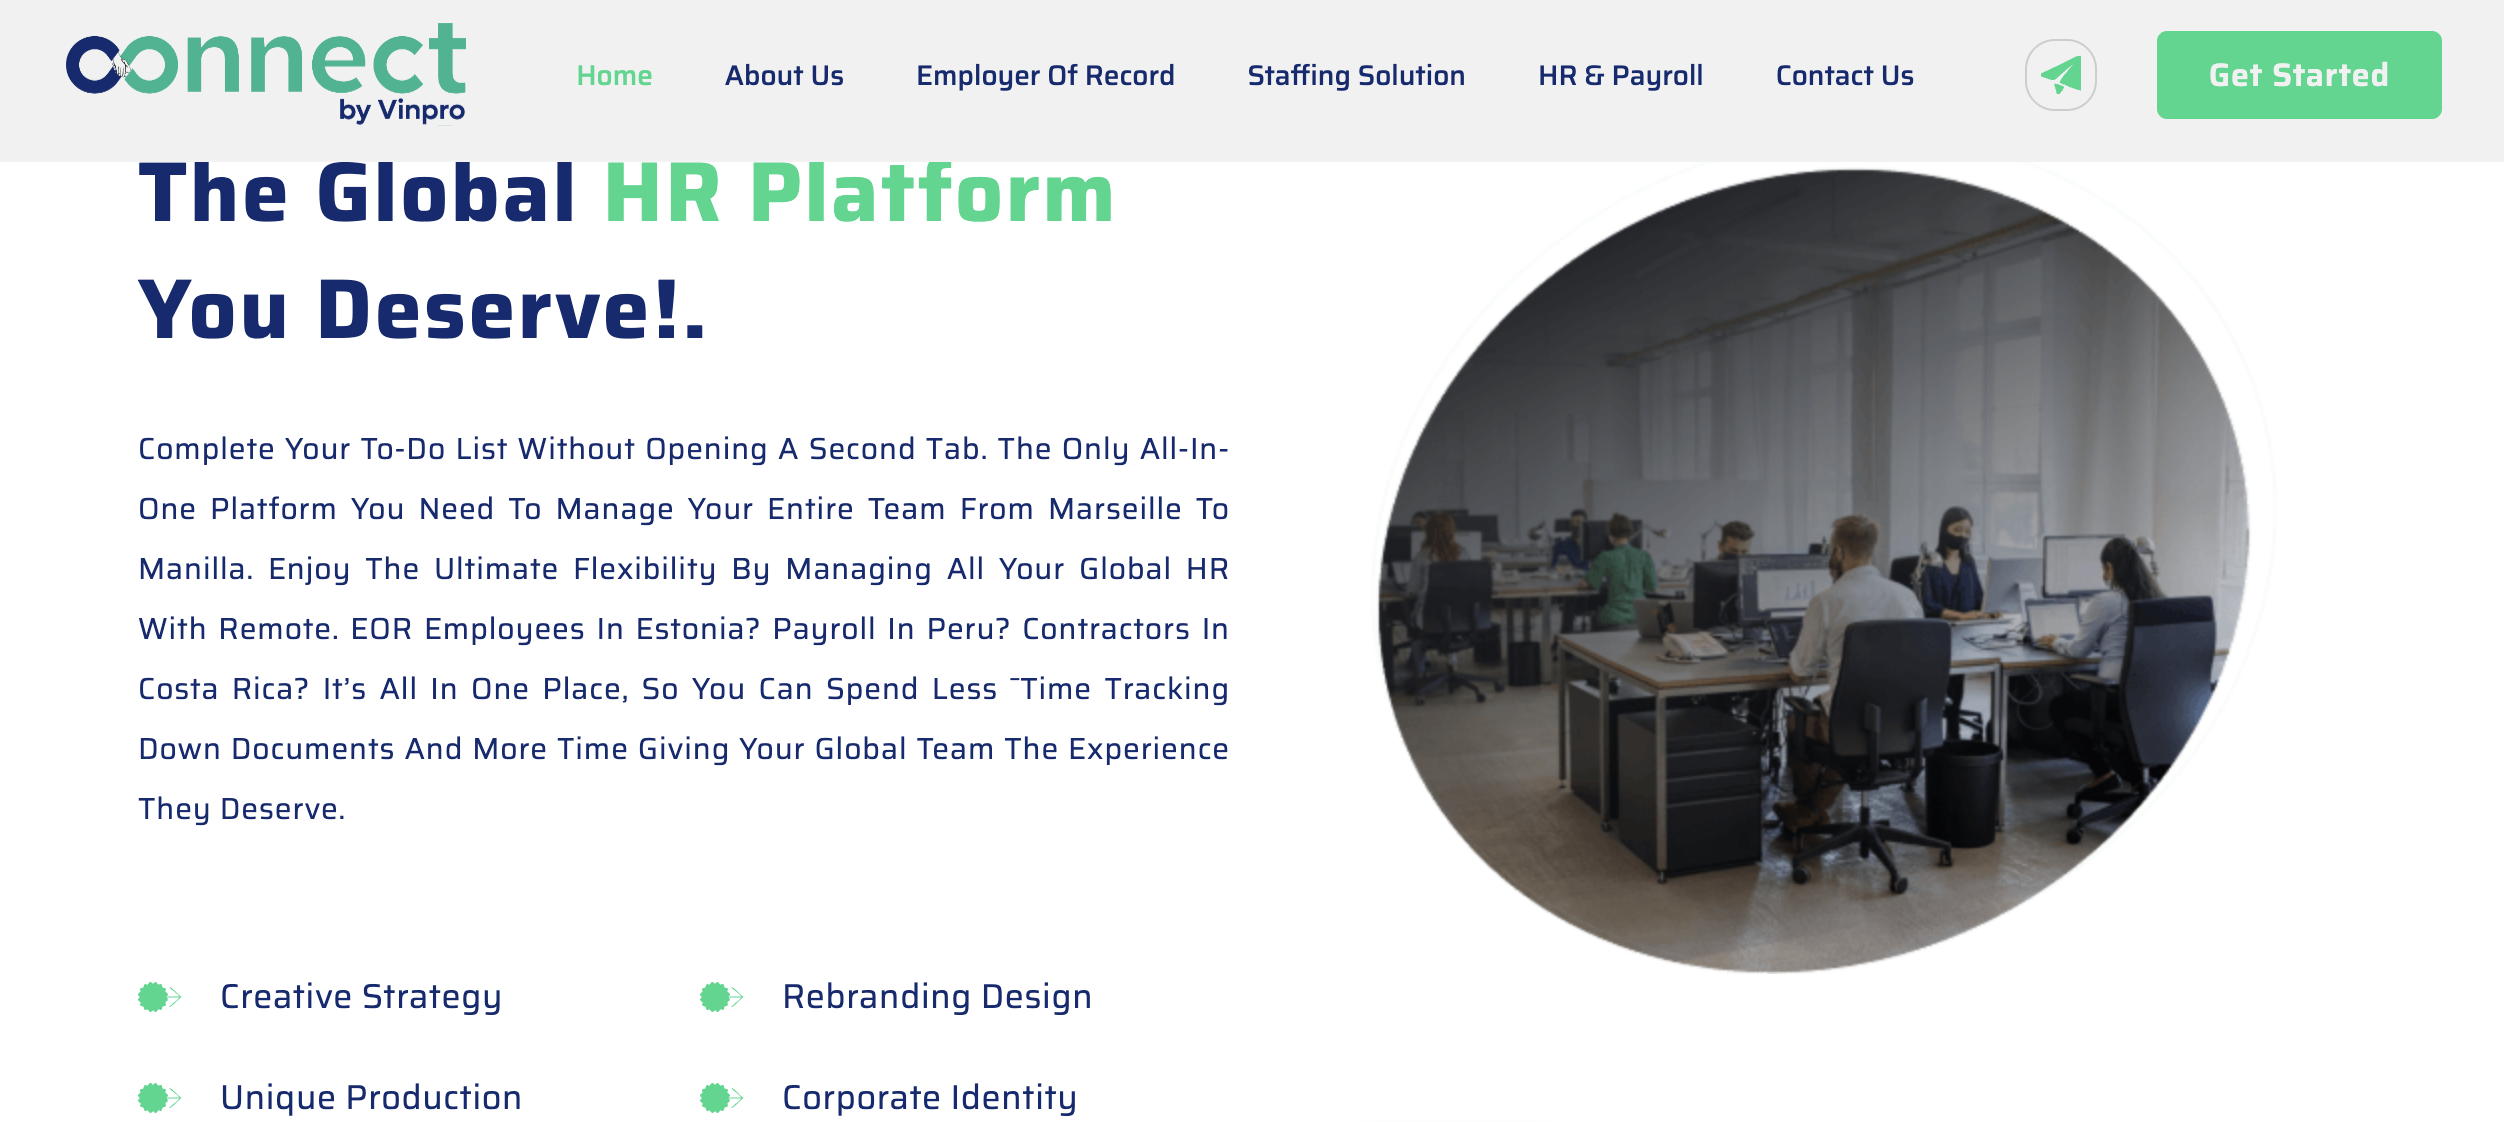 connect
by Vinpro
Home
About Us
Employer Of Record
Staffing Solution
HR & Payroll
Contact Us
Get Started
The Global HR Platform
You Deserve!.
Complete Your To-Do List Without Opening A Second Tab. The Only All-In-
One Platform You Need To Manage Your Entire Team From Marseille To
Manilla. Enjoy The Ultimate Flexibility By Managing All Your Global HR
With Remote. EOR Employees In Estonia? Payroll In Peru? Contractors In
Costa Rica? It’s All In One Place, So You Can Spend Less ¯Time Tracking
Down Documents And More Time Giving Your Global Team The Experience
They Deserve.
Creative Strategy
Rebranding Design
Unique Production
Corporate Identity